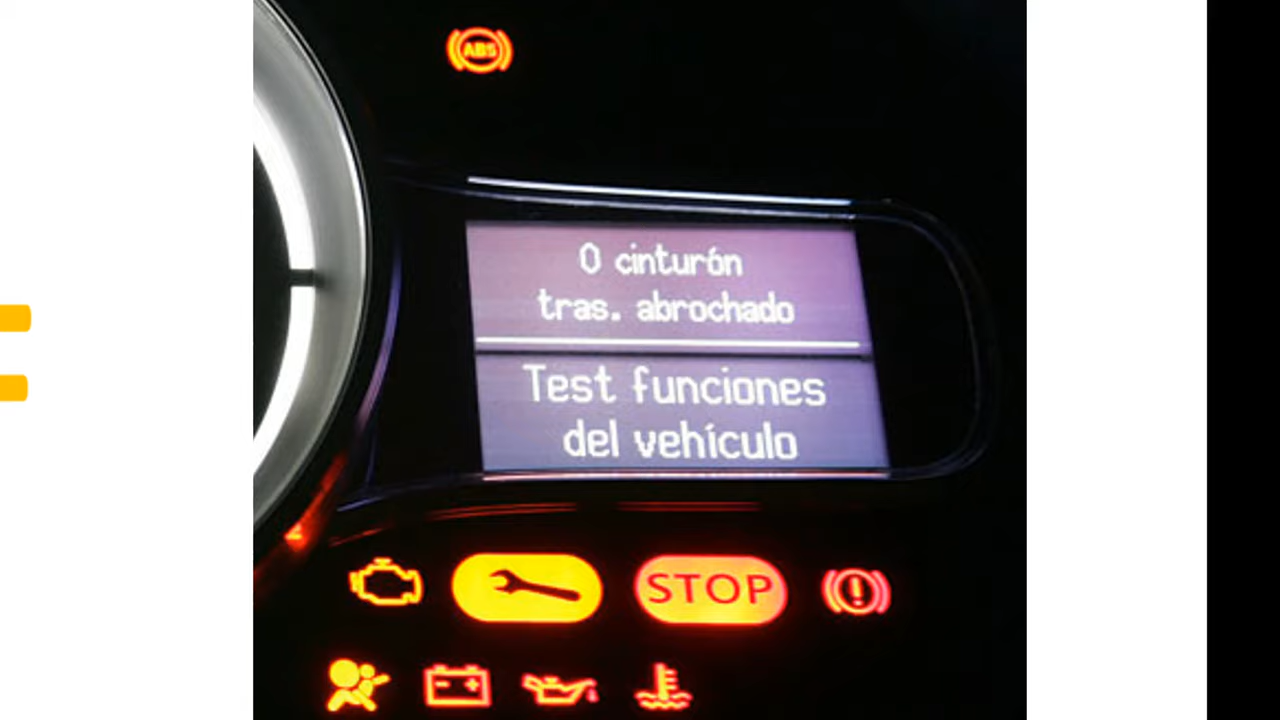 ABS
0 cinturón
tras. abrochado
Test funciones
del vehículo
STOP